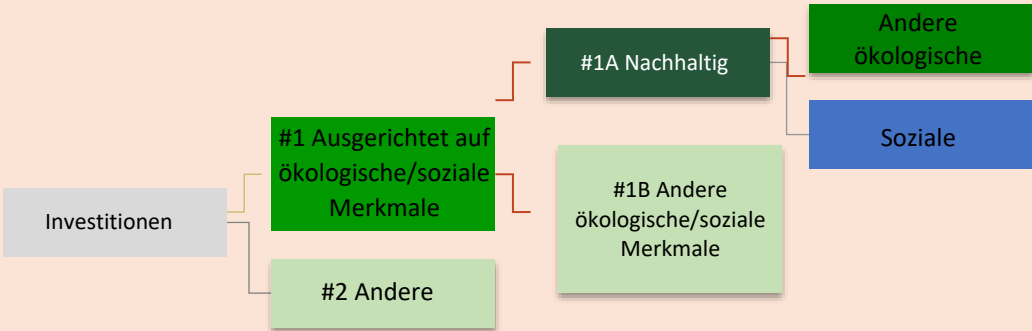 Andere
ökologische
#1A Nachhaltig
Soziale
#1 Ausgerichtet auf
ökologische/soziale
Merkmale
#1B Andere
ökologische/soziale
Merkmale
Investitionen
#2 Andere